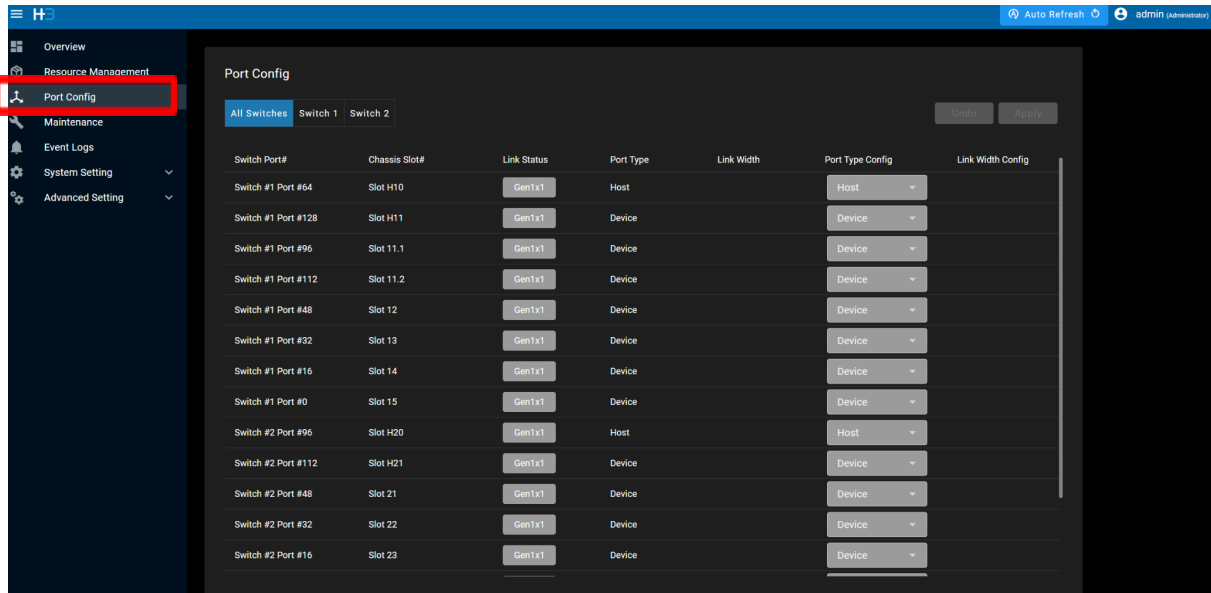 H3 Auto Refresh admin (Administrator)
Overview
Resource Management
Port Config
Maintenance
Event Logs
System Setting
Advanced Setting
Port Config
All Switches Switch 1 Switch 2 Undo Apply
Switch Port# Chassis Slot# Link Status Port Type Link Width Port Type Config Link Width Config
Switch #1 Port #64 Slot H10 Gen1x1 Host Host
Switch #1 Port #128 Slot H11 Gen1x1 Device Device
Switch #1 Port #96 Slot 11.1 Gen1x1 Device Device
Switch #1 Port #112 Slot 11.2 Gen1x1 Device Device
Switch #1 Port #48 Slot 12 Gen1x1 Device Device
Switch #1 Port #32 Slot 13 Gen1x1 Device Device
Switch #1 Port #16 Slot 14 Gen1x1 Device Device
Switch #1 Port #0 Slot 15 Gen1x1 Device Device
Switch #2 Port #96 Slot H20 Gen1x1 Host Host
Switch #2 Port #112 Slot H21 Gen1x1 Device Device
Switch #2 Port #48 Slot 21 Gen1x1 Device Device
Switch #2 Port #32 Slot 22 Gen1x1 Device Device
Switch #2 Port #16 Slot 23 Gen1x1 Device Device